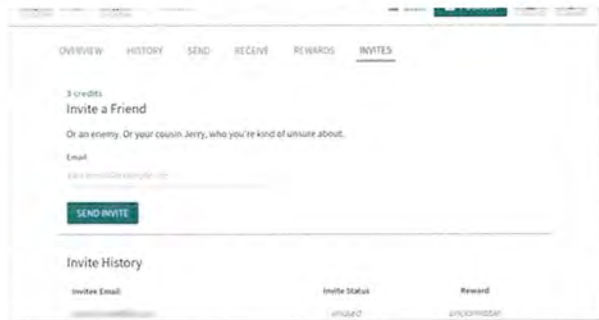 OVERVIEW HISTORY SEND RECEIVE REWARDS INVITES
3 credits
Invite a Friend
Or an enemy. Or your cousin Jerry, who you're kind of unsure about.
Email
SEND INVITE
Invite History
Invitee Email Invite Status Reward
unused